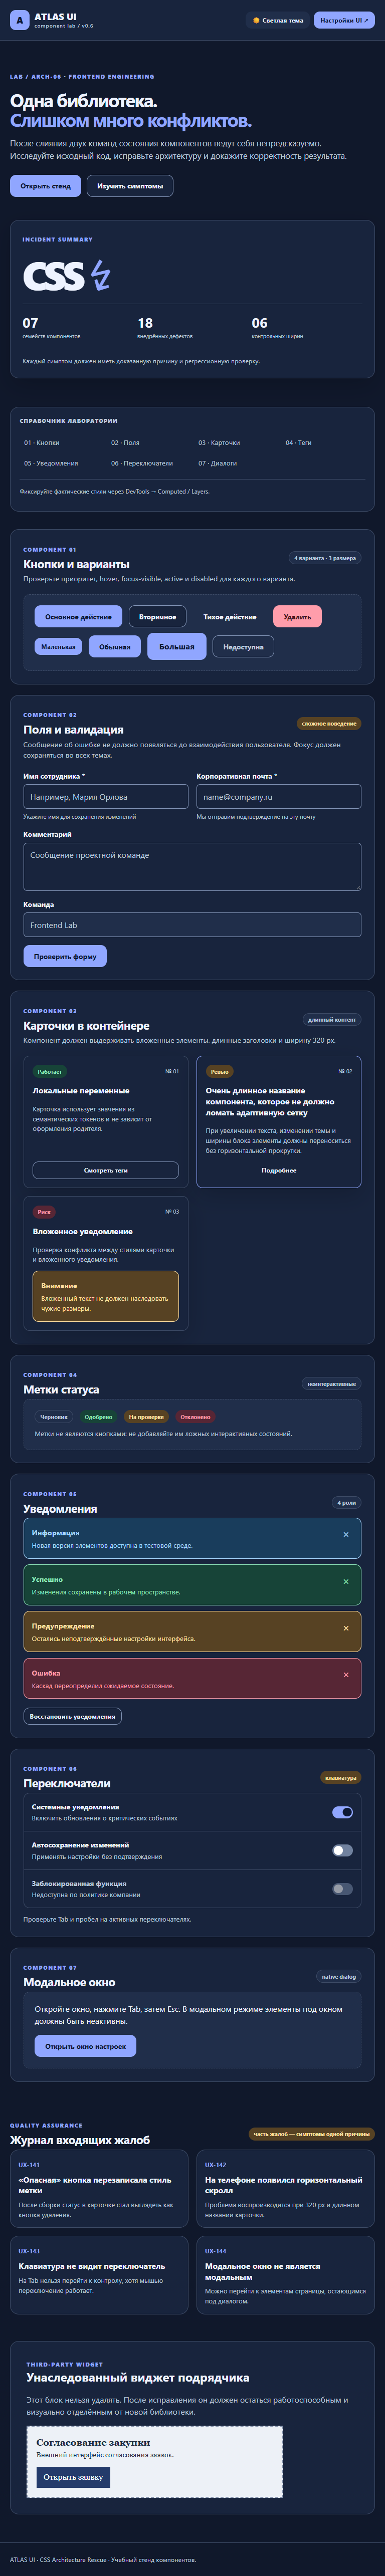 A
ATLAS UI
component lab / v0.6
Светлая тема
Настройки UI ↗
LAB / ARCH-06 · FRONTEND ENGINEERING
Одна библиотека.
Слишком много конфликтов.
После слияния двух команд состояния компонентов ведут себя непредсказуемо.
Исследуйте исходный код, исправьте архитектуру и докажите корректность результата.
Открыть стенд
Изучить симптомы
INCIDENT SUMMARY
CSS
07
18
06
семейств компонентов
внедрённых дефектов
контрольных ширин
Каждый симптом должен иметь доказанную причину и регрессионную проверку.
СПРАВОЧНИК ЛАБОРАТОРИИ
01 · Кнопки
02 · Поля
03 · Карточки
04 · Теги
05 · Уведомления
06 · Переключатели
07 · Диалоги
Фиксируйте фактические стили через DevTools → Computed / Layers.
COMPONENT 01
Кнопки и варианты
4 варианта · 3 размера
Проверьте приоритет, hover, focus-visible, active и disabled для каждого варианта.
Основное действие
Вторичное
Тихое действие
Удалить
Маленькая
Обычная
Большая
Недоступна
COMPONENT 02
Поля и валидация
сложное поведение
Сообщение об ошибке не должно появляться до взаимодействия пользователя. Фокус должен
сохраняться во всех темах.
Имя сотрудника *
Корпоративная почта *
Например, Мария Орлова
name@company.ru
Укажите имя для сохранения изменений
Мы отправим подтверждение на эту почту
Комментарий
Сообщение проектной команде
Команда
Frontend Lab
Проверить форму
COMPONENT 03
Карточки в контейнере
длинный контент
Компонент должен выдерживать вложенные элементы, длинные заголовки и ширину 320 px.
Работает
№ 01
Локальные переменные
Карточка использует значения из
семантических токенов и не зависит от
оформления родителя.
Смотреть теги
Ревью
№ 02
Очень длинное название
компонента, которое не должно
ломать адаптивную сетку
При увеличении текста, изменении темы и
ширины блока элементы должны переноситься
без горизонтальной прокрутки.
Подробнее
Риск
№ 03
Вложенное уведомление
Проверка конфликта между стилями карточки
и вложенного уведомления.
Внимание
Вложенный текст не должен наследовать
чужие размеры.
COMPONENT 04
Метки статуса
неинтерактивные
Черновик
Одобрено
На проверке
Отклонено
Метки не являются кнопками: не добавляйте им ложных интерактивных состояний.
COMPONENT 05
Уведомления
4 роли
Информация
Новая версия элементов доступна в тестовой среде.
×
Успешно
Изменения сохранены в рабочем пространстве.
×
Предупреждение
Остались неподтверждённые настройки интерфейса.
×
Ошибка
Каскад переопределил ожидаемое состояние.
×
Восстановить уведомления
COMPONENT 06
Переключатели
клавиатура
Системные уведомления
Включить обновления о критических событиях
Автосохранение изменений
Применять настройки без подтверждения
Заблокированная функция
Недоступна по политике компании
Проверьте Tab и пробел на активных переключателях.
COMPONENT 07
Модальное окно
native dialog
Откройте окно, нажмите Tab, затем Esc. В модальном режиме элементы под окном
должны быть неактивны.
Открыть окно настроек
QUALITY ASSURANCE
Журнал входящих жалоб
часть жалоб — симптомы одной причины
UX-141
«Опасная» кнопка перезаписала стиль
метки
После сборки статус в карточке стал выглядеть как
кнопка удаления.
UX-142
На телефоне появился горизонтальный
скролл
Проблема воспроизводится при 320 px и длинном
названии карточки.
UX-143
Клавиатура не видит переключатель
На Tab нельзя перейти к контролу, хотя мышью
переключение работает.
UX-144
Модальное окно не является
модальным
Можно перейти к элементам страницы, остающимся
под диалогом.
THIRD-PARTY WIDGET
Унаследованный виджет подрядчика
Этот блок нельзя удалять. После исправления он должен остаться работоспособным и
визуально отделённым от новой библиотеки.
Согласование закупки
Внешний интерфейс согласования заявок.
Открыть заявку
ATLAS UI · CSS Architecture Rescue · Учебный стенд компонентов.